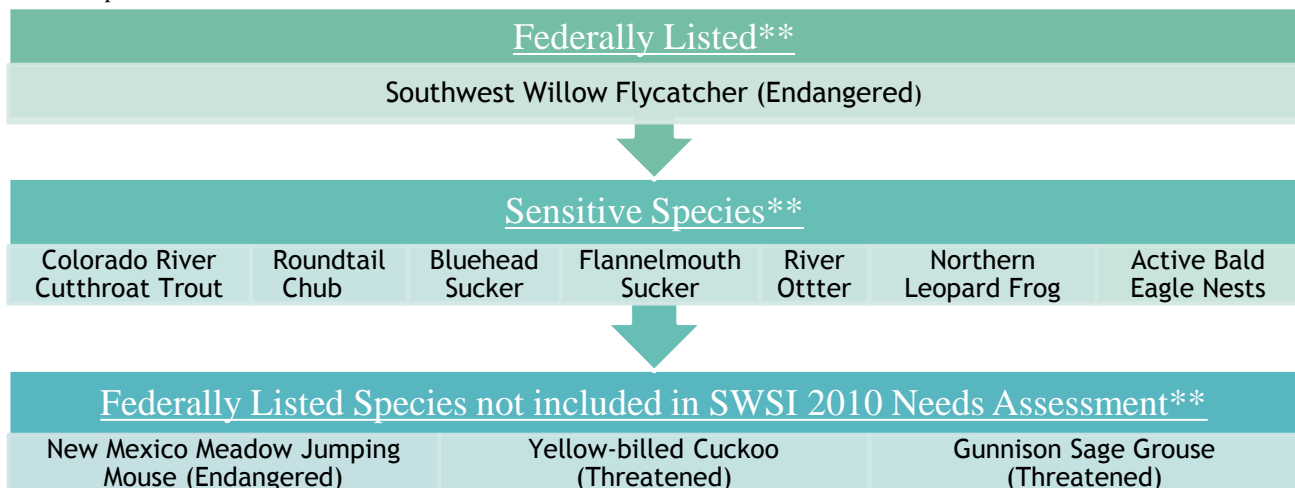 Federally Listed**
Southwest Willow Flycatcher (Endangered)
Sensitive Species**
Colorado River
Cutthroat Trout
Roundtail
Chub
Bluehead
Sucker
Flannelmouth
Sucker
River
Ottter
Northern
Leopard Frog
Active Bald
Eagle Nests
Federally Listed Species not included in SWSI 2010 Needs Assessment**
New Mexico Meadow Jumping
Mouse (Endangered)
Yellow-billed Cuckoo
(Threatened)
Gunnison Sage Grouse
(Threatened)